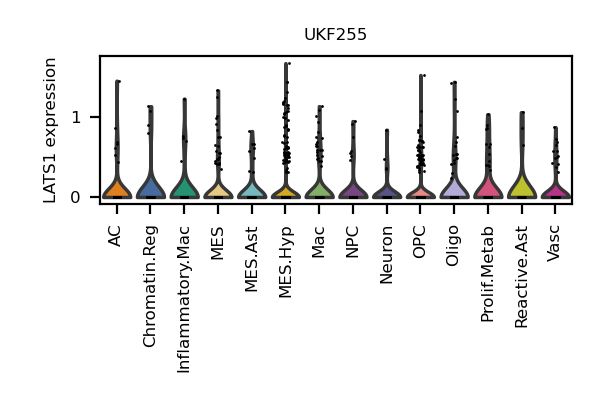 UKF255
LATS1 expression
1
0
AC
Chromatin.Reg
Inflammatory.Mac
MES
MES.Ast
MES.Hyp
Mac
NPC
Neuron
OPC
Oligo
Prolif.Metab
Reactive.Ast
Vasc